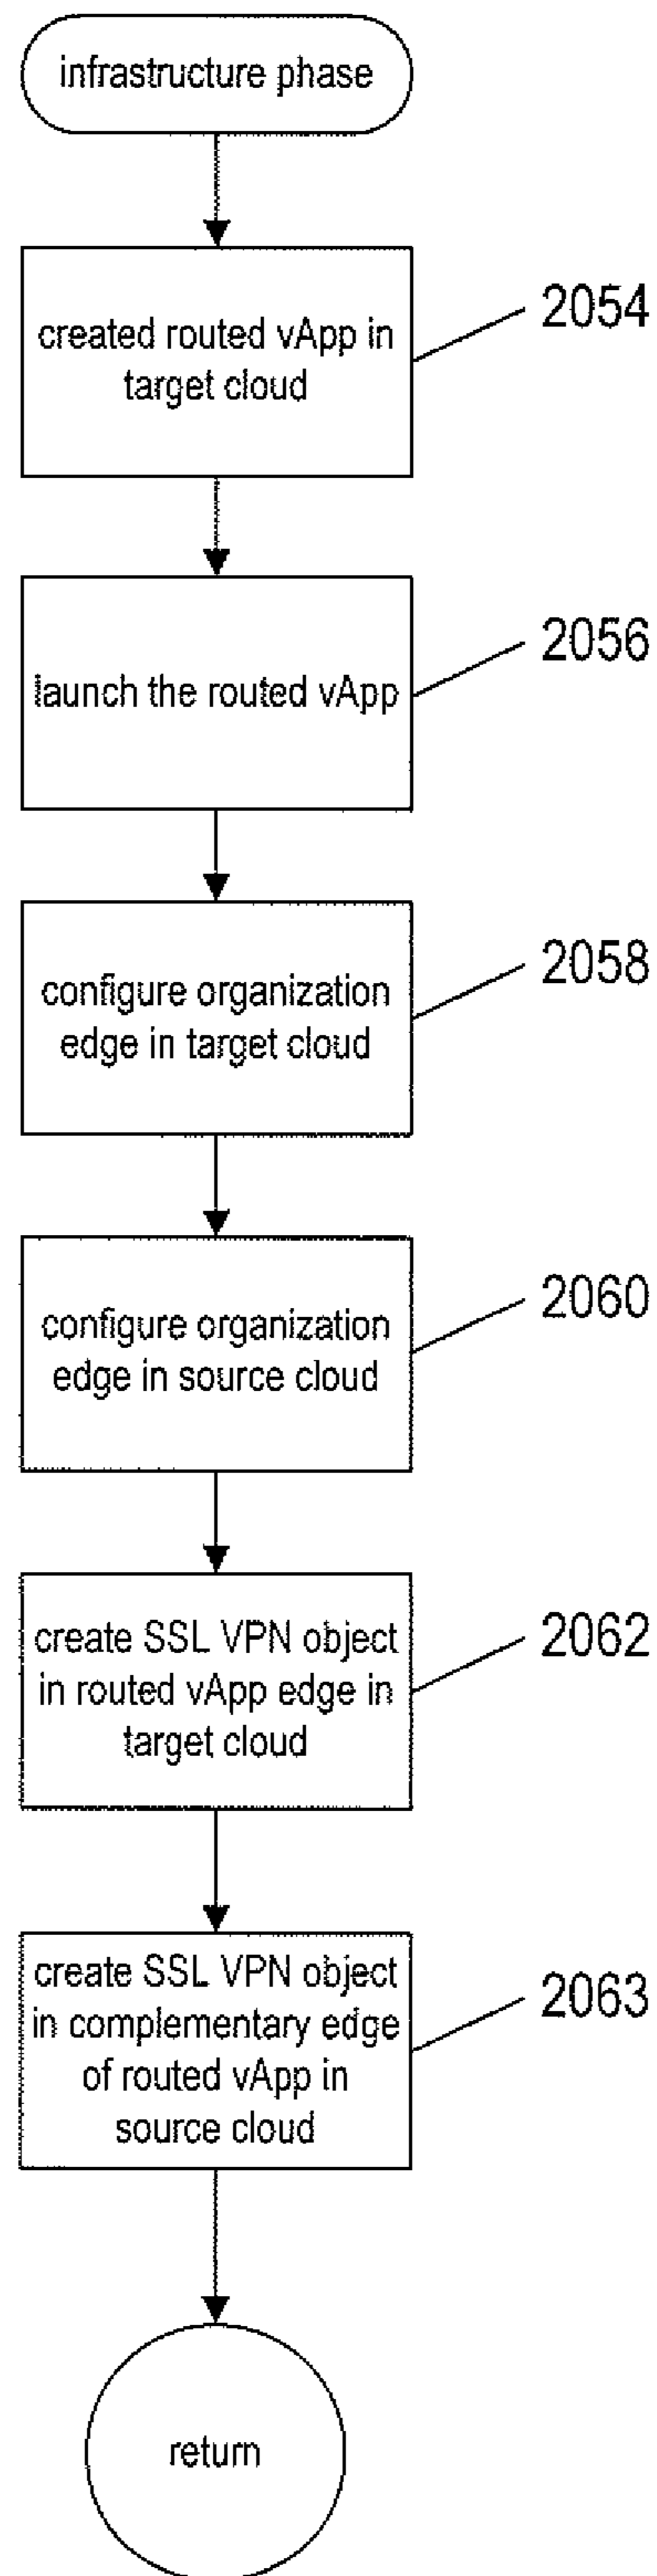 infrastructure phase
created routed vApp in
target cloud
2054
launch the routed vApp
2056
configure organization
edge in target cloud
2058
configure organization
edge in source cloud
2060
create SSL VPN object
in routed vApp edge in
target cloud
2062
create SSL VPN object
in complementary edge
of routed vApp in
source cloud
2063
return